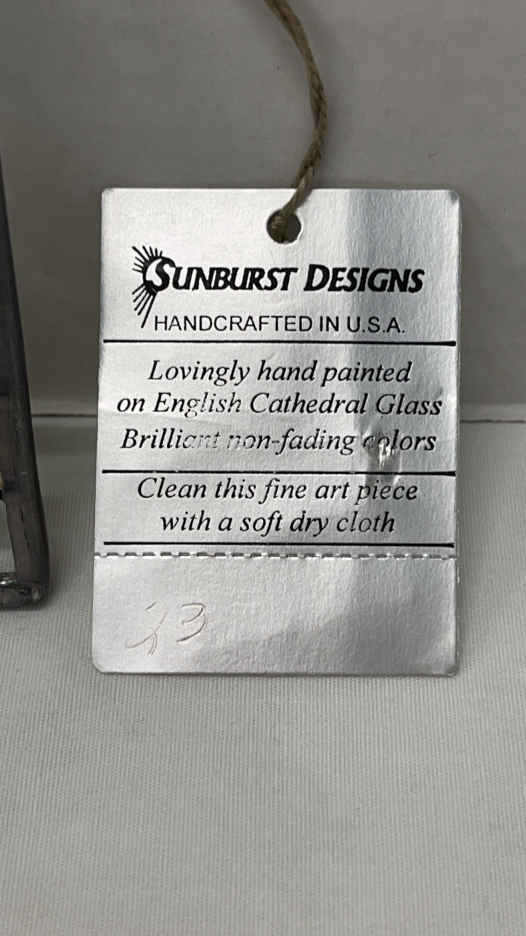 SUNBURST DESIGNS
HANDCRAFTED IN U.S.A.
Lovingly hand painted
on English Cathedral Glass
Brilliant non-fading colors
Clean this fine art piece
with a soft dry cloth
23